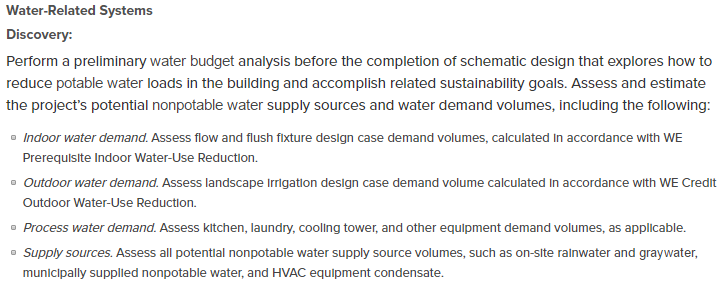 Water-Related Systems
Discovery:
Perform a preliminary water budget analysis before the completion of schematic design that explores how to
reduce potable water loads in the building and accomplish related sustainability goals. Assess and estimate
the project's potential nonpotable water supply sources and water demand volumes, including the following:
Indoor water demand. Assess flow and flush fixture design case demand volumes, calculated in accordance with WE
Prerequisite Indoor Water-Use Reduction.
Outdoor water demand. Assess landscape irrigation design case demand volume calculated in accordance with WE Credit
Outdoor Water-Use Reduction.
Process water demand. Assess kitchen, laundry, cooling tower, and other equipment demand volumes, as applicable.
Supply sources. Assess all potential nonpotable water supply source volumes, such as on-site rainwater and graywater,
municipally supplied nonpotable water, and HVAC equipment condensate.